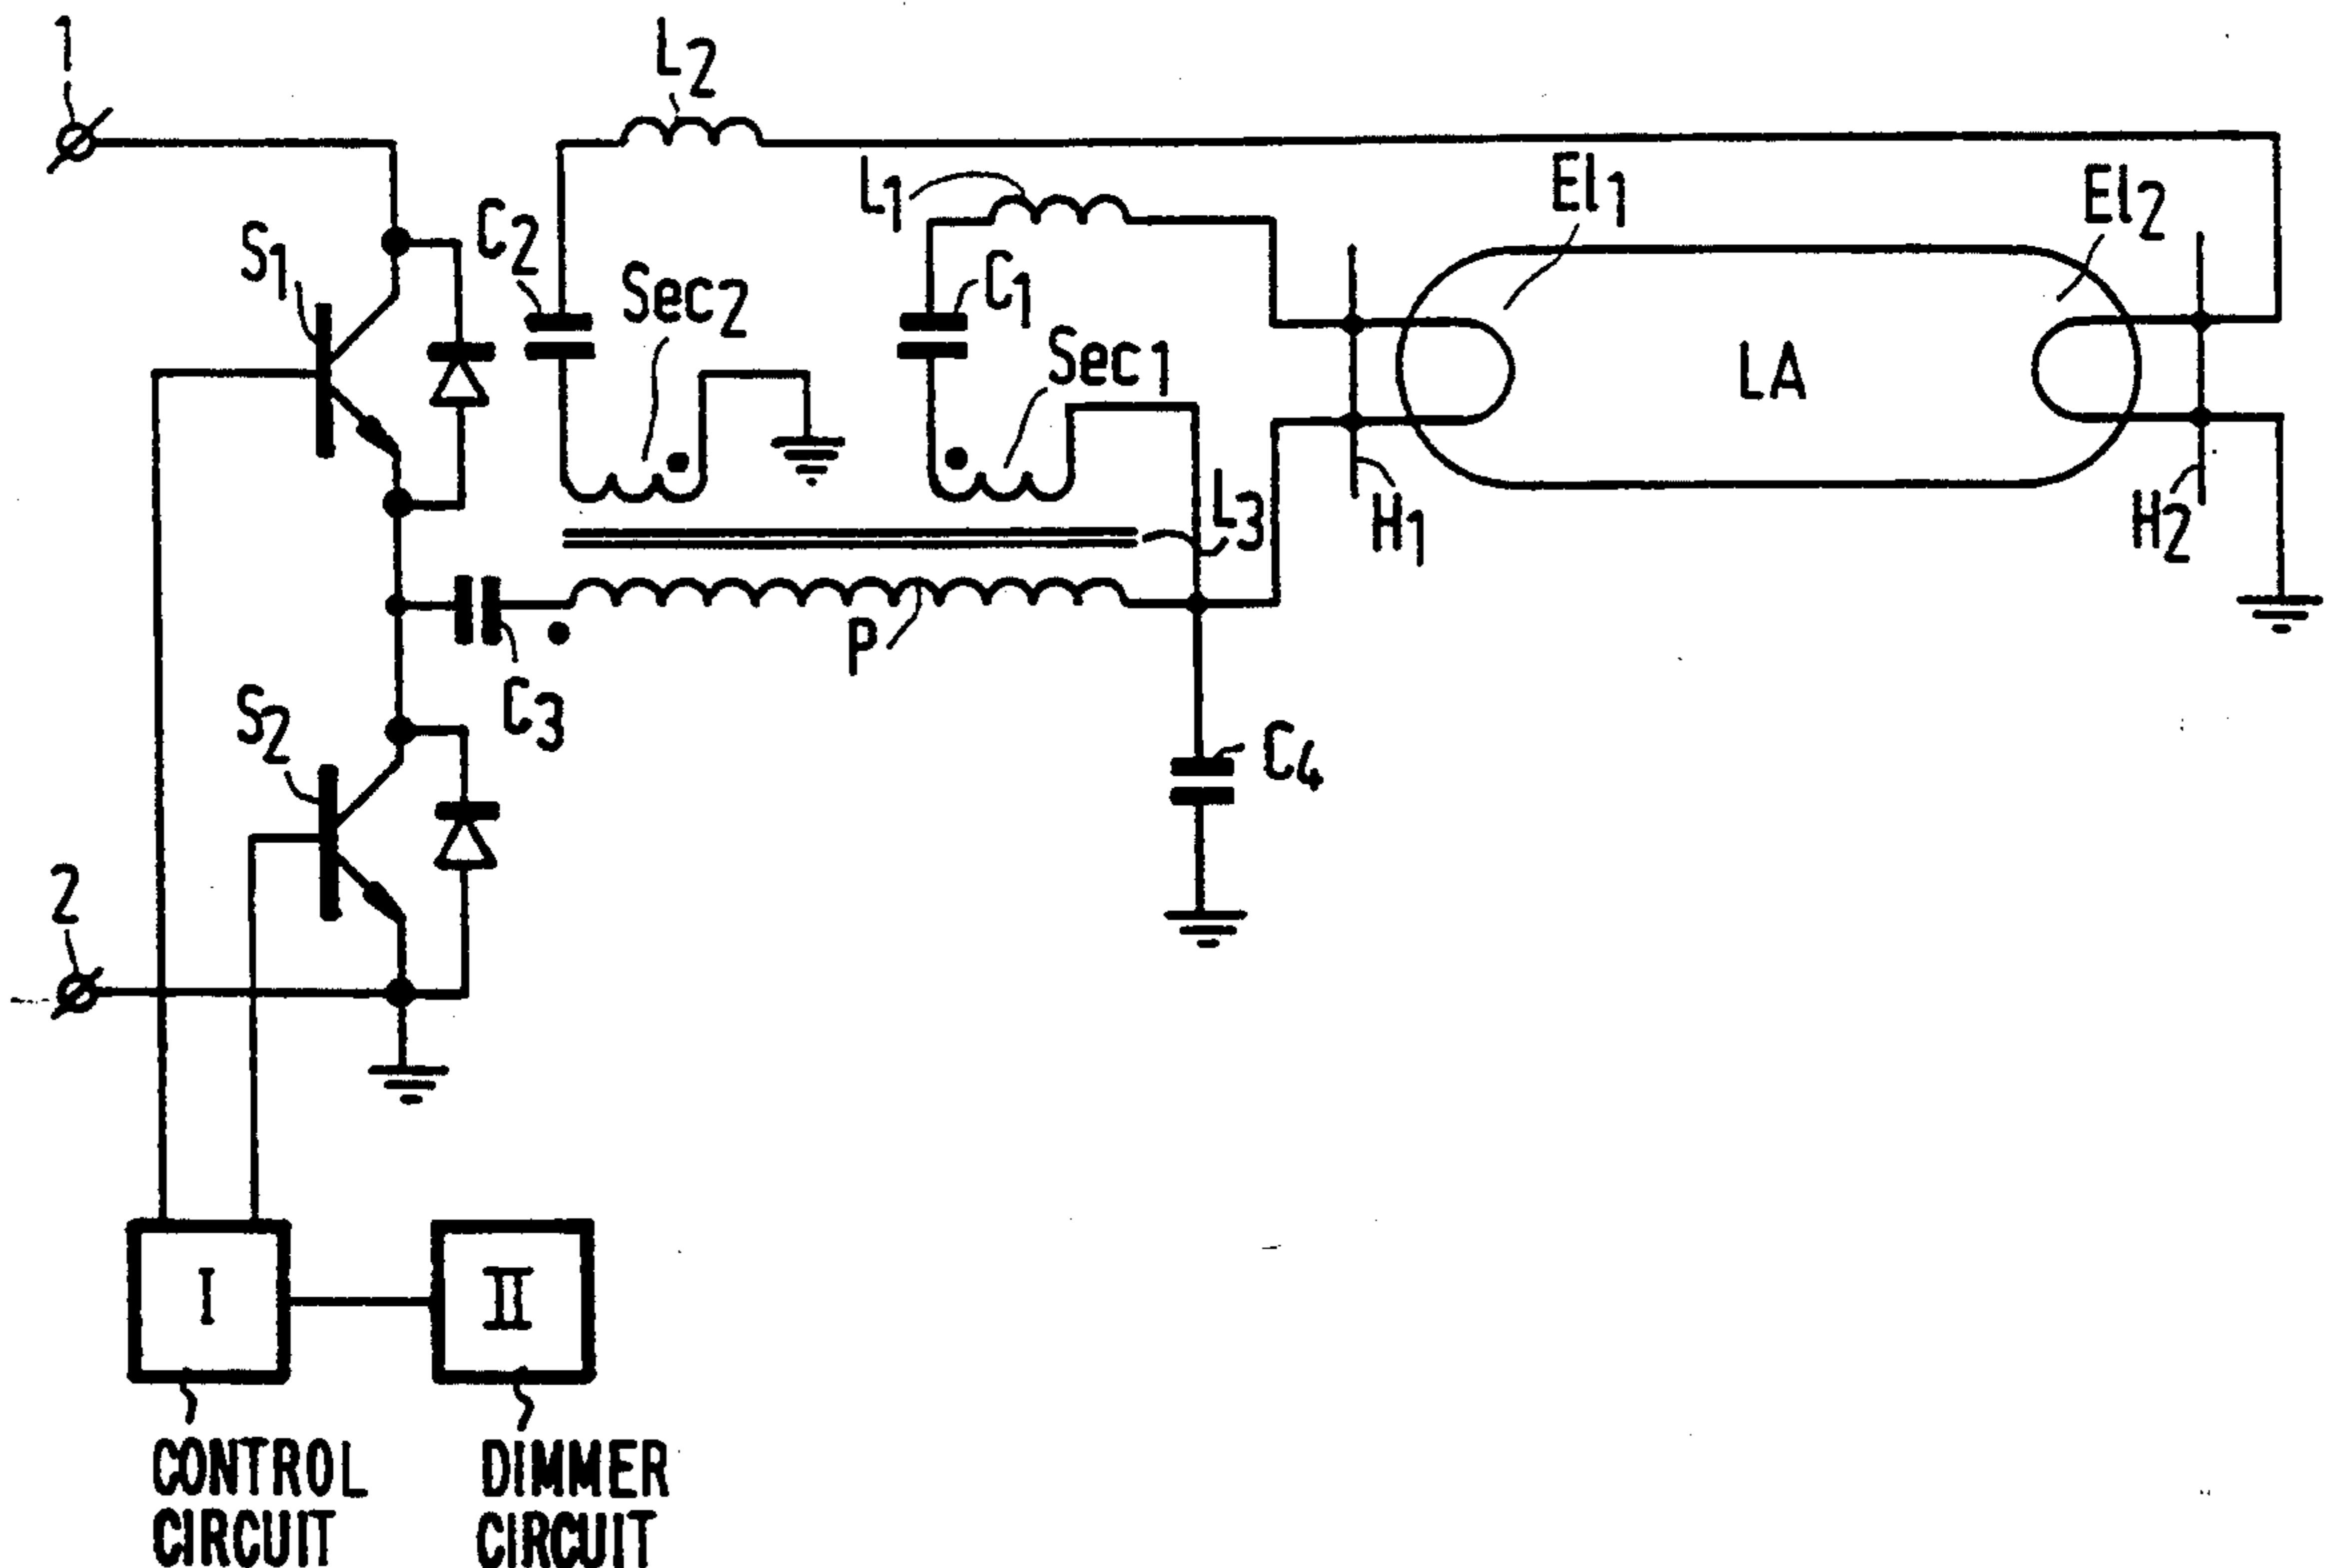 1
L2
L1
El1
El2
S1
C2
Sec2
C1
Sec1
LA
L3
H1
H2
P
C3
S2
C4
2
I
II
CONTROL
CIRCUIT
DIMMER
CIRCUIT